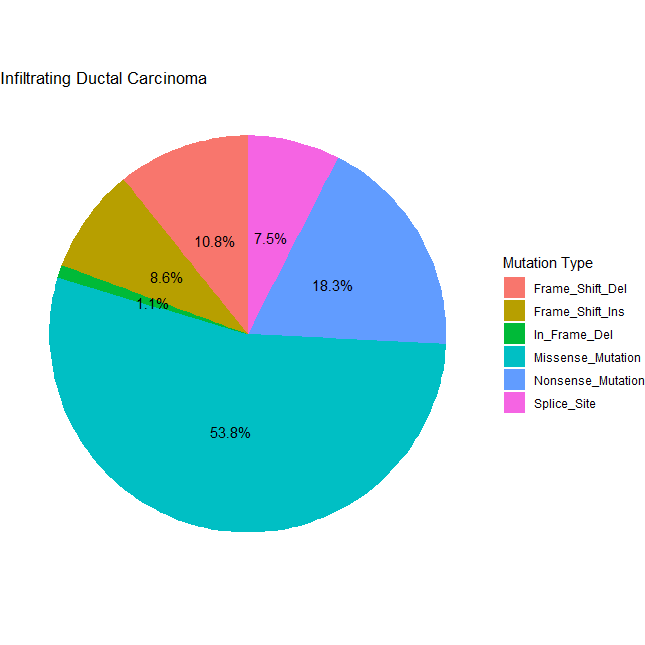 Infiltrating Ductal Carcinoma
10.8%
7.5%
8.6%
18.3%
1.1%
53.8%
Mutation Type
Frame_Shift_Del
Frame_Shift_Ins
In_Frame_Del
Missense_Mutation
Nonsense_Mutation
Splice_Site